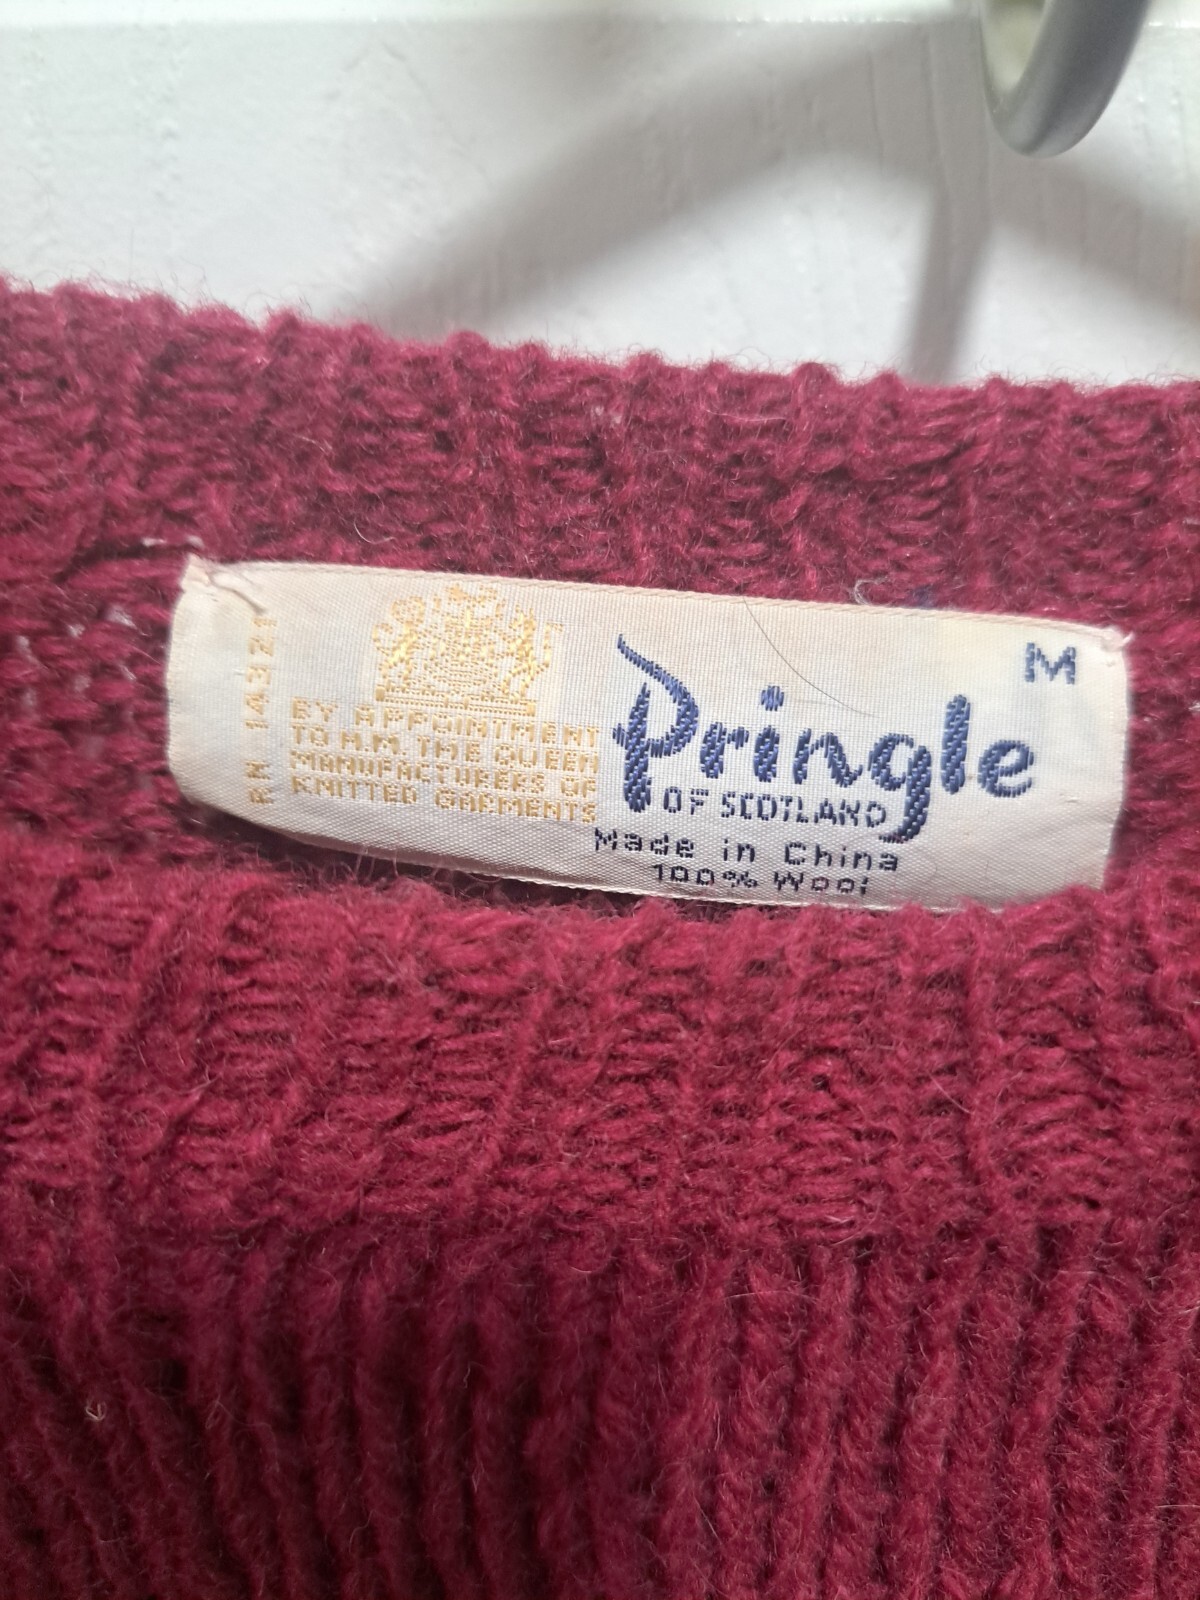 RN 14321
BY APPOINTMENT
TO H.M. THE QUEEN
MANUFACTURERS OF
KNITTED GARMENTS
Pringle
OF SCOTLAND
Made in China
100% Wool
M